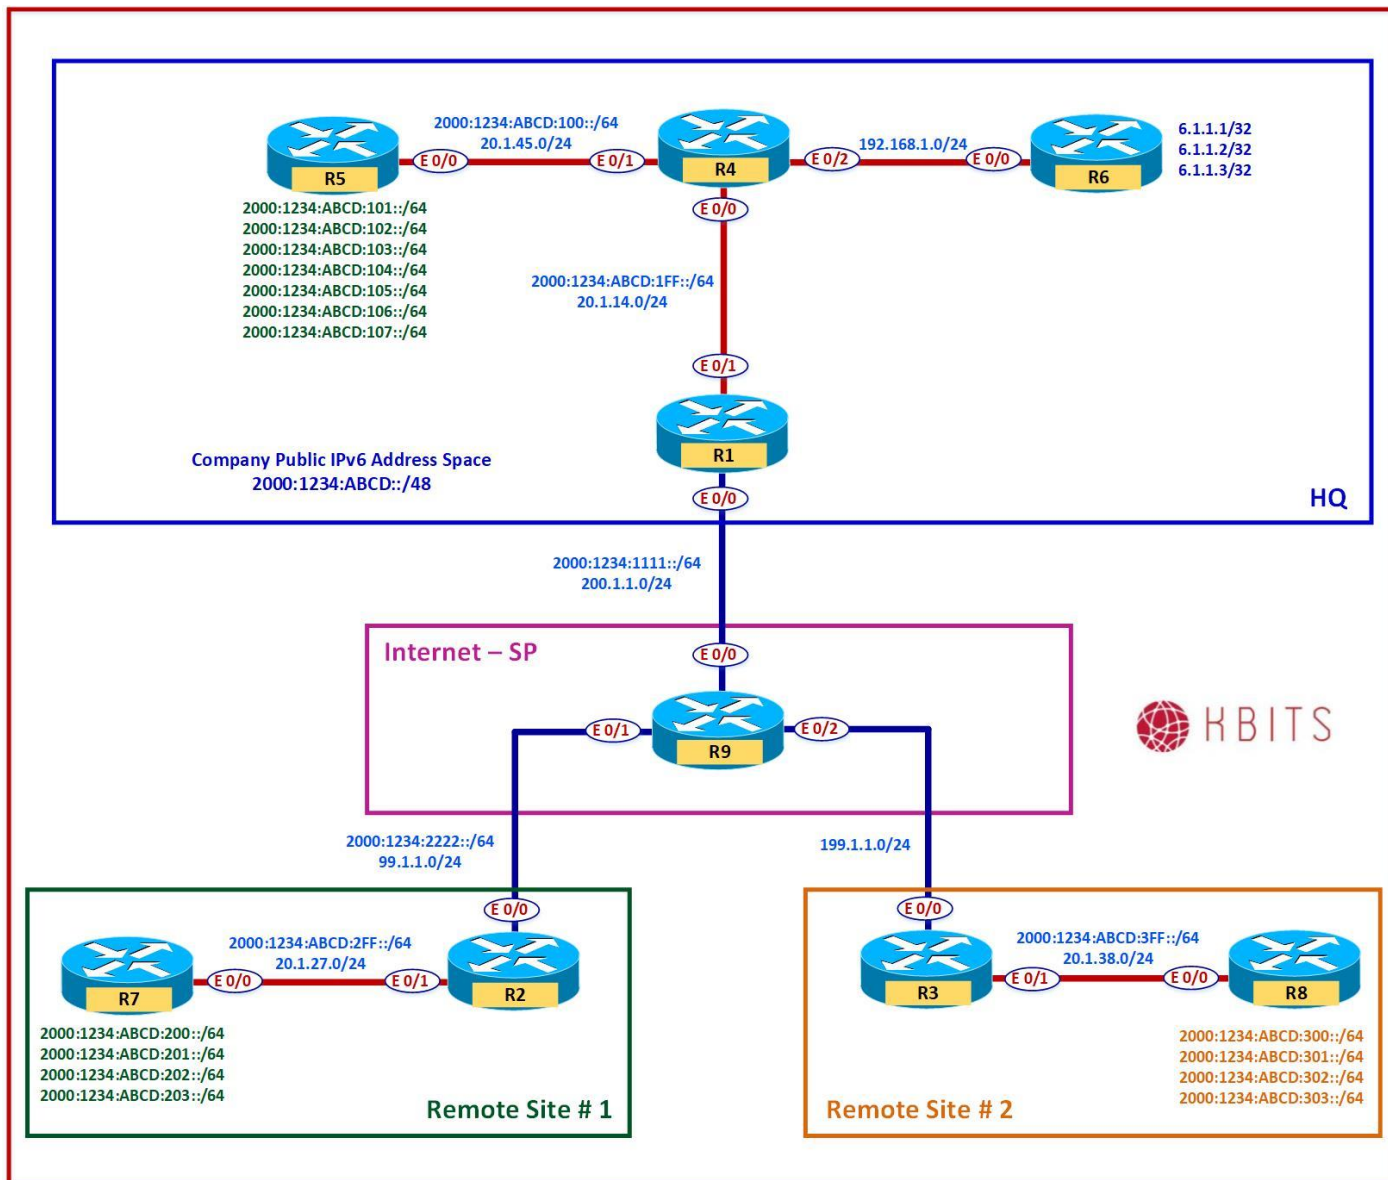 2000:1234:ABCD:100::/64
20.1.45.0/24
E 0/0
E 0/1
R5
R4
E 0/2
192.168.1.0/24
E 0/0
R6
6.1.1.1/32
6.1.1.2/32
6.1.1.3/32
2000:1234:ABCD:101::/64
2000:1234:ABCD:102::/64
2000:1234:ABCD:103::/64
2000:1234:ABCD:104::/64
2000:1234:ABCD:105::/64
2000:1234:ABCD:106::/64
2000:1234:ABCD:107::/64
E 0/0
2000:1234:ABCD:1FF::/64
20.1.14.0/24
E 0/1
R1
E 0/0
Company Public IPv6 Address Space
2000:1234:ABCD::/48
HQ
2000:1234:1111::/64
200.1.1.0/24
Internet – SP
E 0/0
E 0/1
E 0/2
R9
KBITS
2000:1234:2222::/64
99.1.1.0/24
199.1.1.0/24
E 0/0
2000:1234:ABCD:2FF::/64
20.1.27.0/24
E 0/0
E 0/1
R7
R2
2000:1234:ABCD:200::/64
2000:1234:ABCD:201::/64
2000:1234:ABCD:202::/64
2000:1234:ABCD:203::/64
Remote Site # 1
E 0/0
2000:1234:ABCD:3FF::/64
20.1.38.0/24
E 0/1
E 0/0
R3
R8
2000:1234:ABCD:300::/64
2000:1234:ABCD:301::/64
2000:1234:ABCD:302::/64
2000:1234:ABCD:303::/64
Remote Site # 2